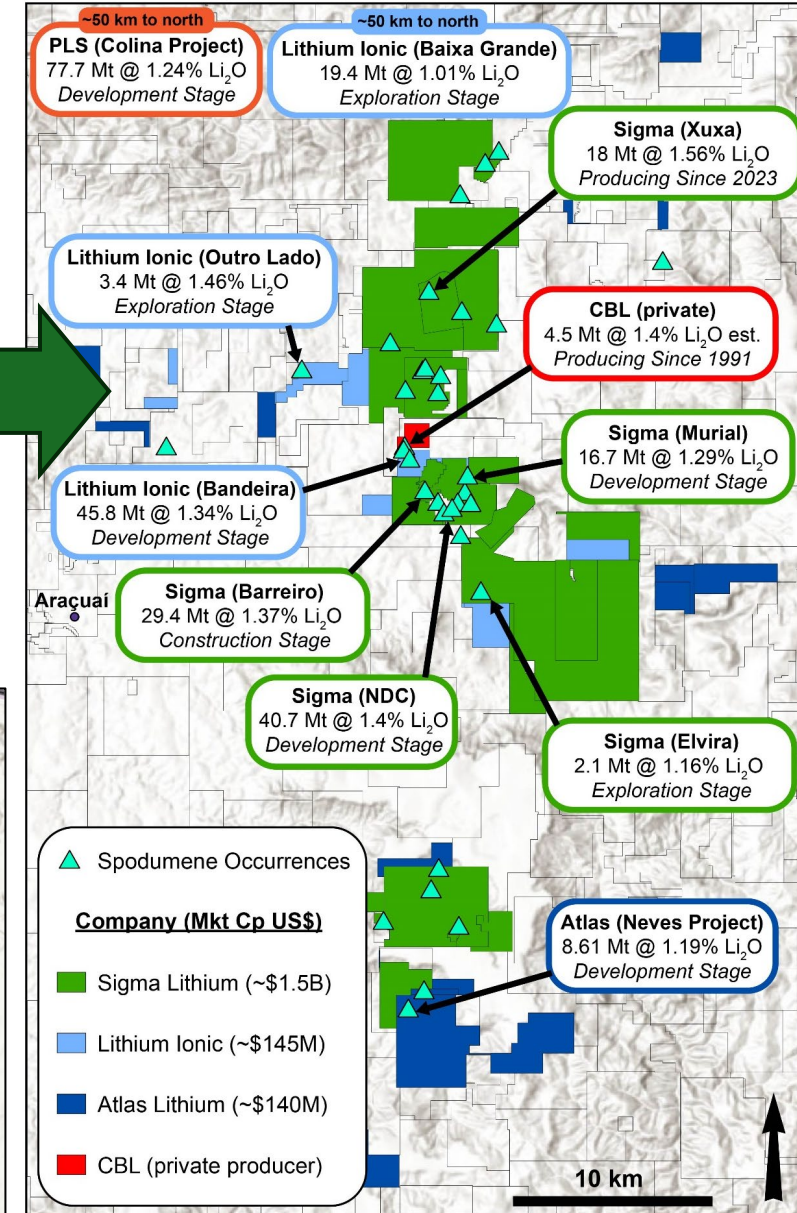 ~50 km to north
PLS (Colina Project)
77.7 Mt @ 1.24% Li₂O
Development Stage
~50 km to north
Lithium Ionic (Baixa Grande)
19.4 Mt @ 1.01% Li₂O
Exploration Stage
Sigma (Xuxa)
18 Mt @ 1.56% Li₂O
Producing Since 2023
Lithium Ionic (Outro Lado)
3.4 Mt @ 1.46% Li₂O
Exploration Stage
CBL (private)
4.5 Mt @ 1.4% Li₂O est.
Producing Since 1991
Sigma (Murial)
16.7 Mt @ 1.29% Li₂O
Development Stage
Lithium Ionic (Bandeira)
45.8 Mt @ 1.34% Li₂O
Development Stage
Araçuaí
Sigma (Barreiro)
29.4 Mt @ 1.37% Li₂O
Construction Stage
Sigma (NDC)
40.7 Mt @ 1.4% Li₂O
Development Stage
Sigma (Elvira)
2.1 Mt @ 1.16% Li₂O
Exploration Stage
Atlas (Neves Project)
8.61 Mt @ 1.19% Li₂O
Development Stage
Spodumene Occurrences
Company (Mkt Cp US$)
Sigma Lithium (~$1.5B)
Lithium Ionic (~$145M)
Atlas Lithium (~$140M)
CBL (private producer)
10 km